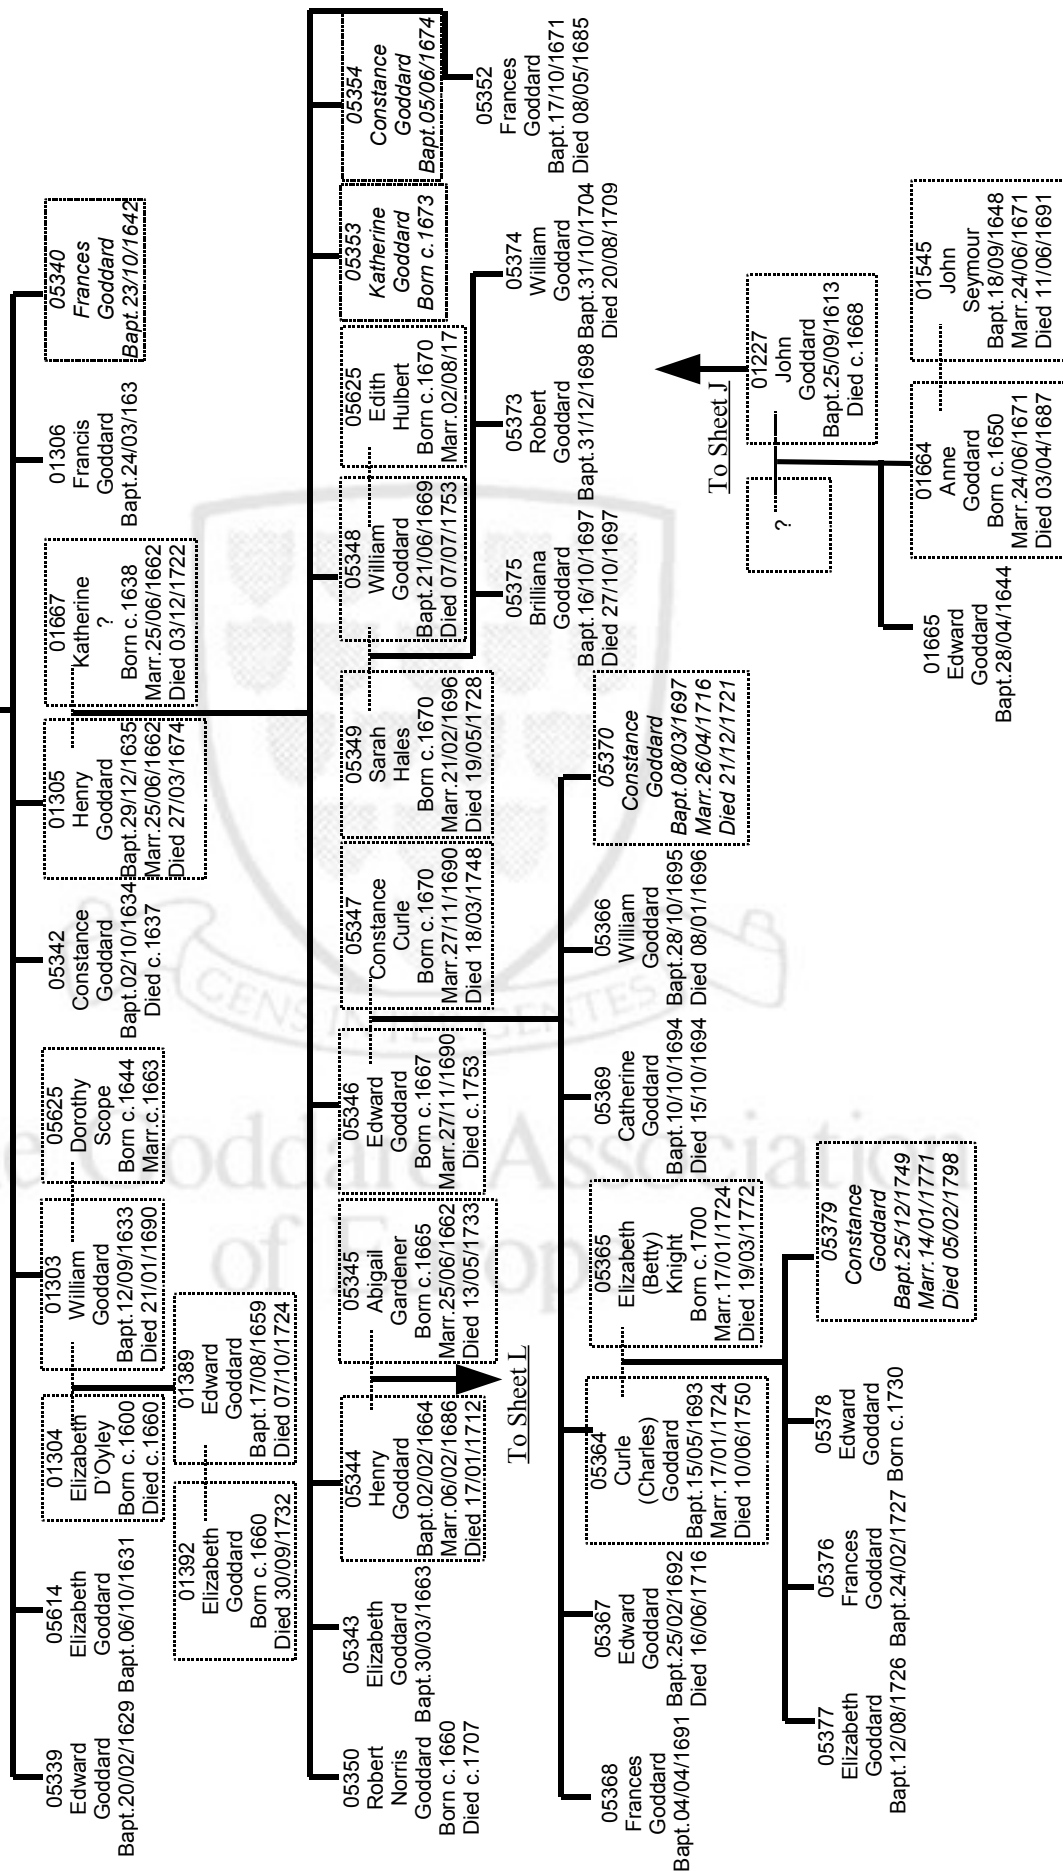 05339
Edward
Goddard
Bapt.20/02/1629
05614
Elizabeth
Goddard
Bapt.06/10/1631
01304
Elizabeth
D'Oyley
Born c.1600
Died c.1660
01303
William
Goddard
Bapt.12/09/1633
Died 21/01/1690
05625
Dorothy
Scope
Born c.1644
Marr.c.1663
05342
Constance
Goddard
Bapt.02/10/1634
Died c.1637
01305
Henry
Goddard
Bapt.29/12/1635
Marr.25/06/1662
Died 27/03/1674
01667
Katherine
?
Born c.1638
Marr.25/06/1662
Died 03/12/1722
01306
Francis
Goddard
Bapt.24/03/163
05340
Frances
Goddard
Bapt.23/10/1642
01392
Elizabeth
Goddard
Born c.1660
Died 30/09/1732
01389
Edward
Goddard
Bapt.17/08/1659
Died 07/10/1724
05350
Robert
Norris
Goddard
Born c.1660
Died c.1707
05343
Elizabeth
Goddard
Bapt.30/03/1663
05344
Henry
Goddard
Bapt.02/02/1664
Marr.06/02/1686
Died 17/01/1712
05345
Abigail
Gardener
Born c.1665
Marr.25/06/1662
Died 13/05/1733
05346
Edward
Goddard
Born c.1667
Marr.27/11/1690
Died c.1753
05347
Constance
Curle
Born c.1670
Marr.27/11/1690
Died 18/03/1748
05349
Sarah
Hales
Born c.1670
Marr.21/02/1696
Died 19/05/1728
05348
William
Goddard
Bapt.21/06/1669
Died 07/07/1753
05625
Edith
Hulbert
Born c.1670
Marr.02/08/17
05353
Katherine
Goddard
Born c.1673
05354
Constance
Goddard
Bapt.05/06/1674
05352
Frances
Goddard
Bapt.17/10/1671
Died 08/05/1685
To Sheet L
05375
Brilliana
Goddard
Bapt.16/10/1697
Died 27/10/1697
05373
Robert
Goddard
Bapt.31/12/1698
05374
William
Goddard
Bapt.31/10/1704
Died 20/08/1709
05368
Frances
Goddard
Bapt.04/04/1691
05367
Edward
Goddard
Bapt.25/02/1692
Died 16/06/1716
05364
Curle
(Charles)
Goddard
Bapt.15/05/1693
Marr.17/01/1724
Died 10/06/1750
05365
Elizabeth
(Betty)
Knight
Born c.1700
Marr.17/01/1724
Died 19/03/1772
05369
Catherine
Goddard
Bapt.10/10/1694
Died 15/10/1694
05366
William
Goddard
Bapt.28/10/1695
Died 08/01/1696
05370
Constance
Goddard
Bapt.08/03/1697
Marr.26/04/1716
Died 21/12/1721
To Sheet J
?
01227
John
Goddard
Bapt.25/09/1613
Died c.1668
05377
Elizabeth
Goddard
Bapt.12/08/1726
05376
Frances
Goddard
Bapt.24/02/1727
05378
Edward
Goddard
Born c.1730
05379
Constance
Goddard
Bapt.25/12/1749
Marr. 14/01/1771
Died 05/02/1798
01665
Edward
Goddard
Bapt.28/04/1644
01664
Anne
Goddard
Born c.1650
Marr.24/06/1671
Died 03/04/1687
01545
John
Seymour
Bapt.18/09/1648
Marr.24/06/1671
Died 11/06/1691
GENS INTER GENTES
e Goddard Association
of Europe